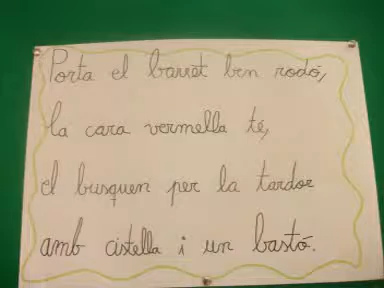 Porta el barret ben rodó,
la cara vermella té,
el busquen per la tardor
amb cistella i un bastó.